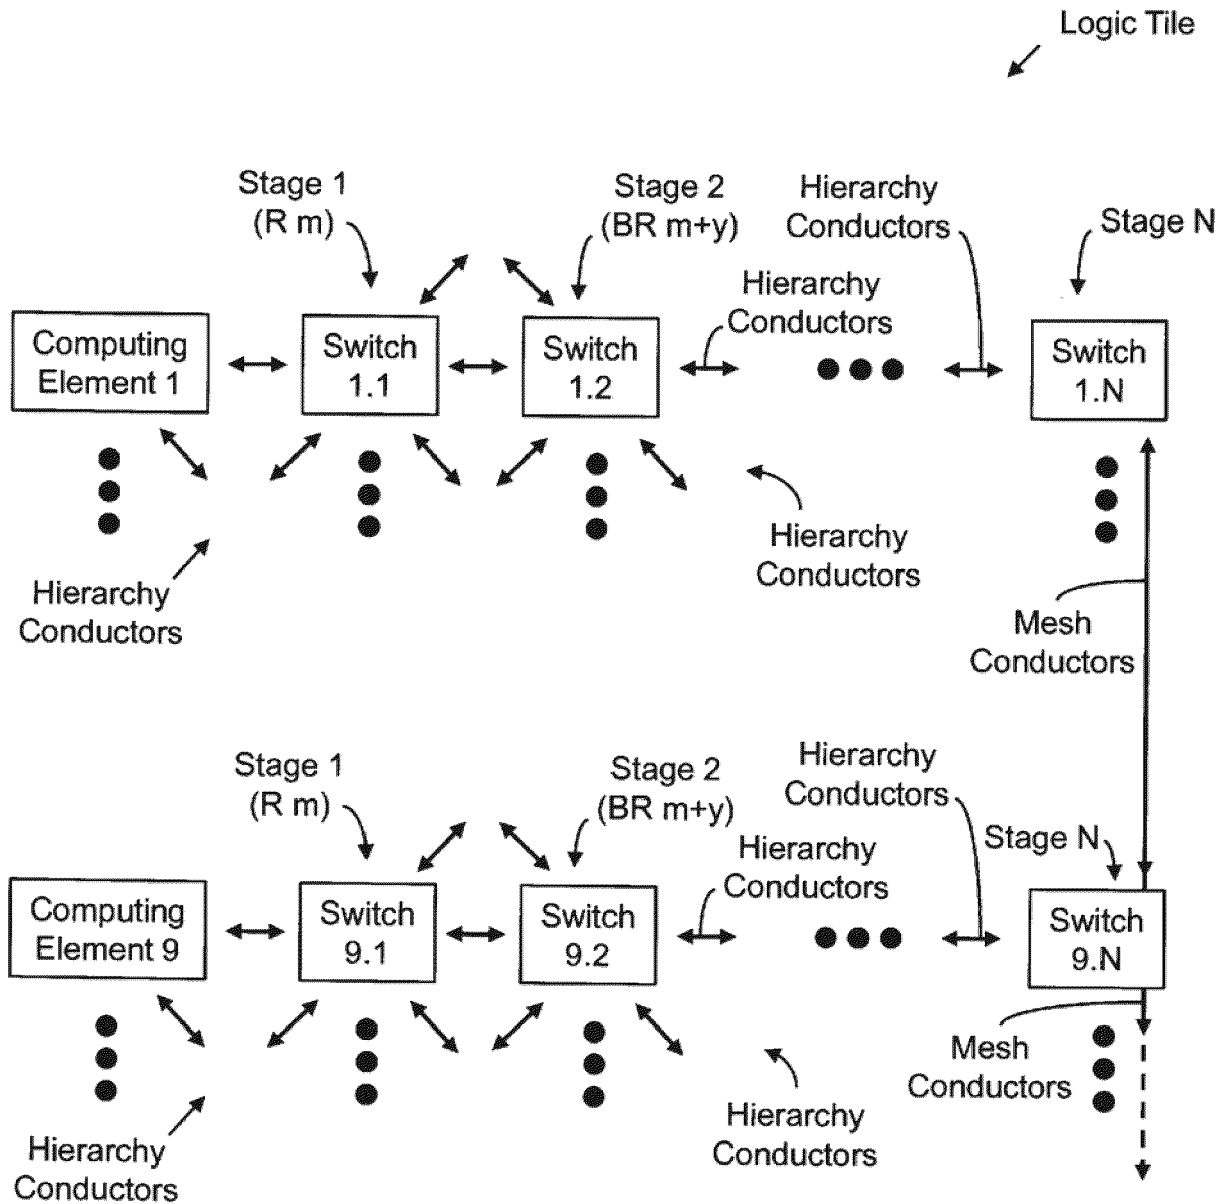 Logic Tile
Stage 1
(R m)
Stage 2
(BR m+y)
Hierarchy
Conductors
Stage N
Hierarchy
Conductors
Computing
Element 1
Switch
1.1
Switch
1.2
Switch
1.N
Hierarchy
Conductors
Hierarchy
Conductors
Mesh
Conductors
Stage 1
(R m)
Stage 2
(BR m+y)
Hierarchy
Conductors
Stage N
Hierarchy
Conductors
Computing
Element 9
Switch
9.1
Switch
9.2
Switch
9.N
Mesh
Conductors
Hierarchy
Conductors
Hierarchy
Conductors